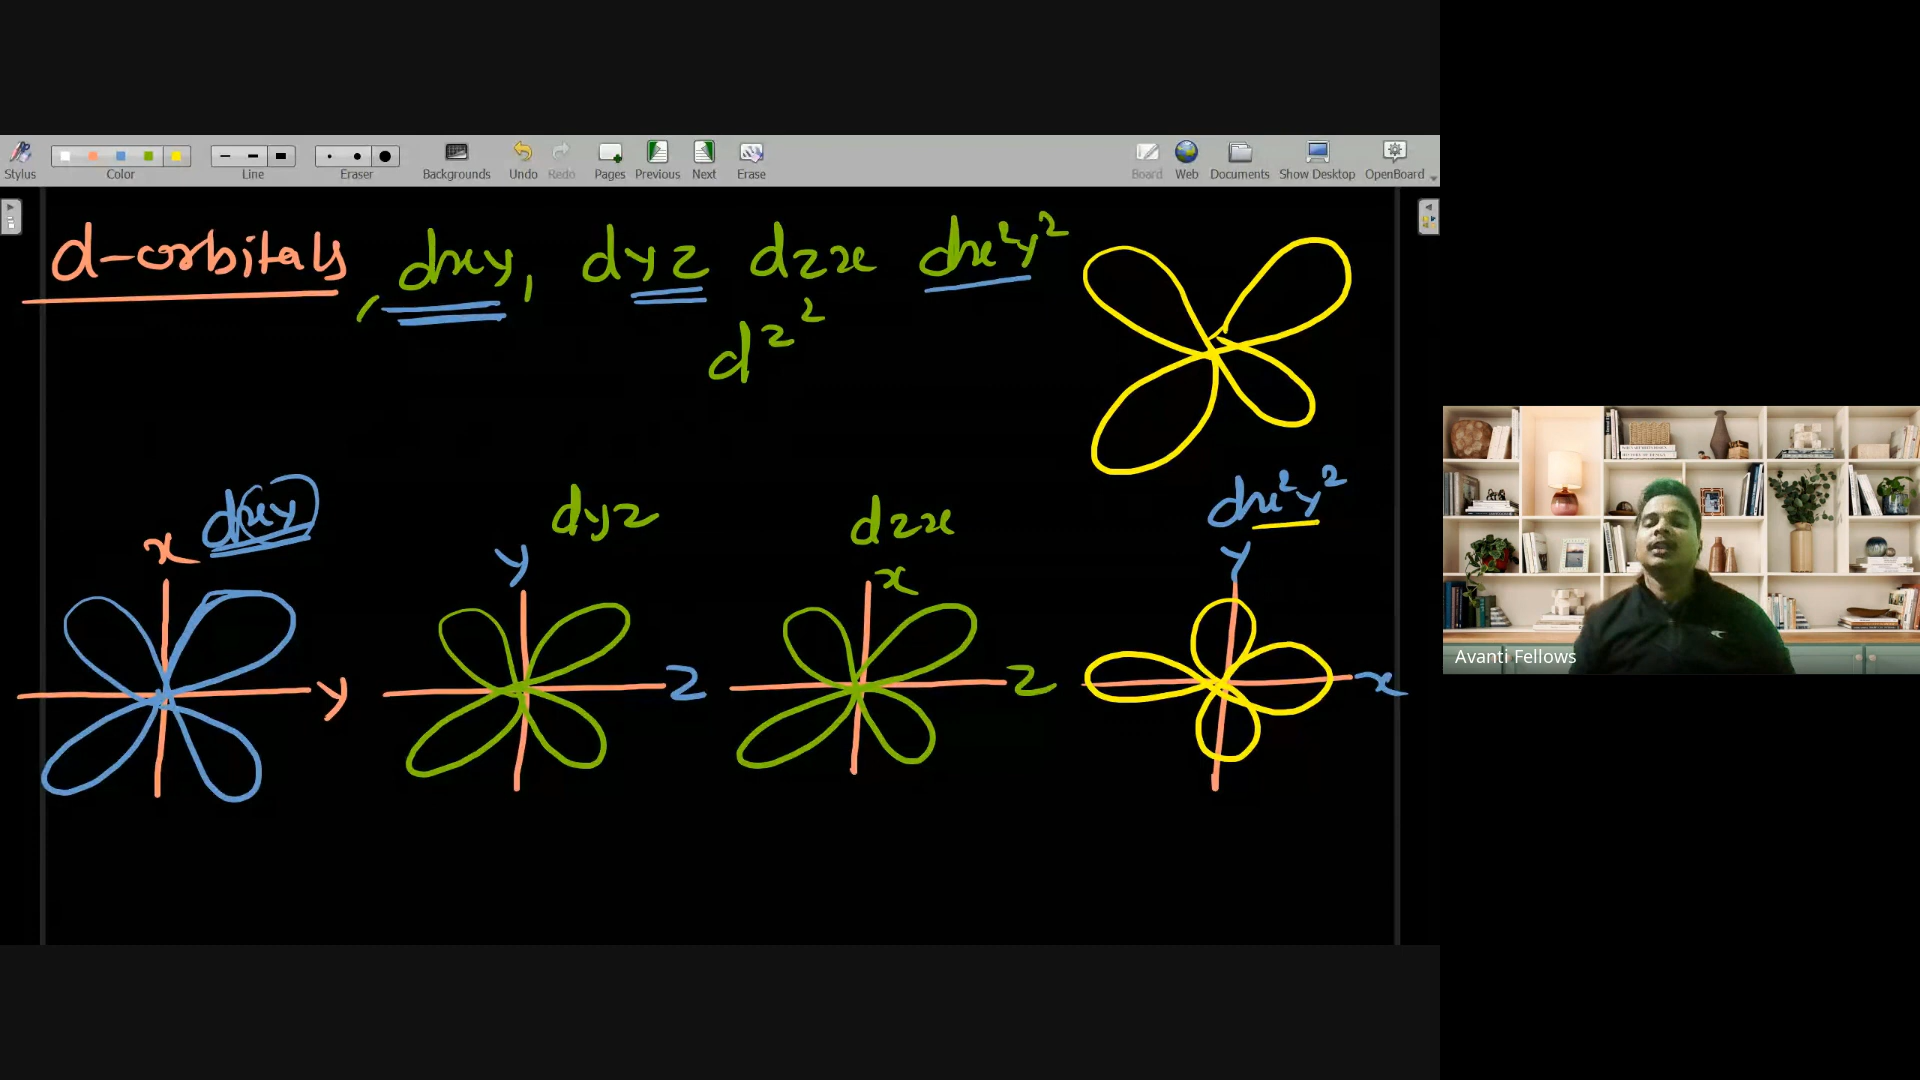 Stylus Color Line Eraser Backgrounds Undo Redo Pages Previous Next Erase Board Web Documents Show Desktop OpenBoard
d-orbitals, dxy, dyz dzx dx²y²
dz²
dxy dyz dzx dx²y²
x y x y
y z z x
Avanti Fellows